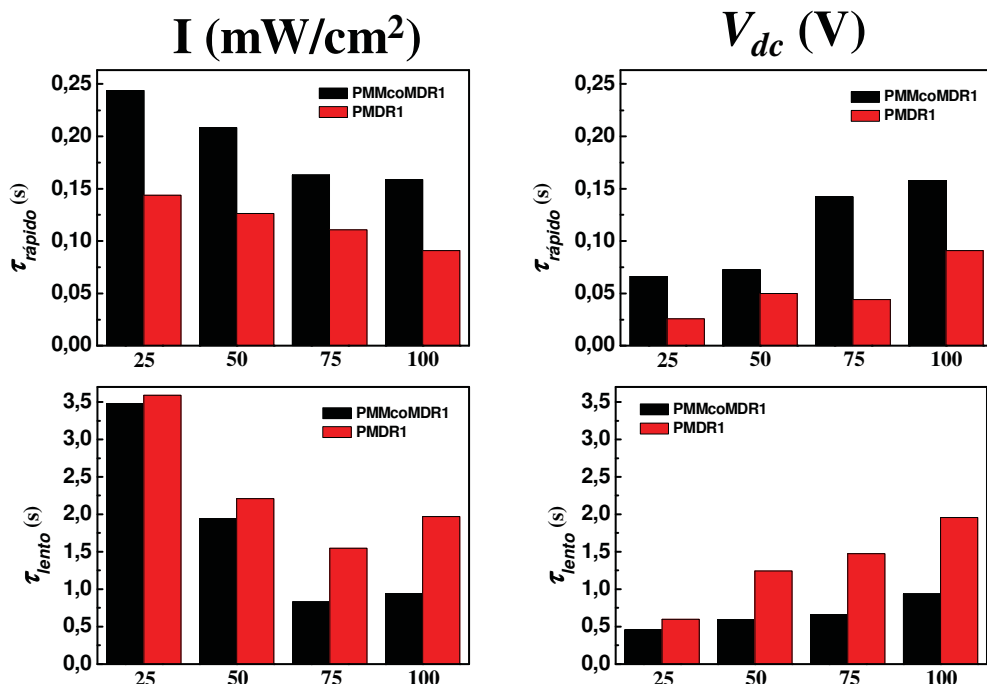 I (mW/cm²)
V_dc (V)
0,25
0,20
0,15
0,10
0,05
0,00
τ_rápido (s)
PMMcoMDR1
PMDR1
25 50 75 100
0,25
0,20
0,15
0,10
0,05
0,00
τ_rápido (s)
PMMcoMDR1
PMDR1
25 50 75 100
3,5
3,0
2,5
2,0
1,5
1,0
0,5
0,0
τ_lento (s)
PMMcoMDR1
PMDR1
25 50 75 100
3,5
3,0
2,5
2,0
1,5
1,0
0,5
0,0
τ_lento (s)
PMMcoMDR1
PMDR1
25 50 75 100